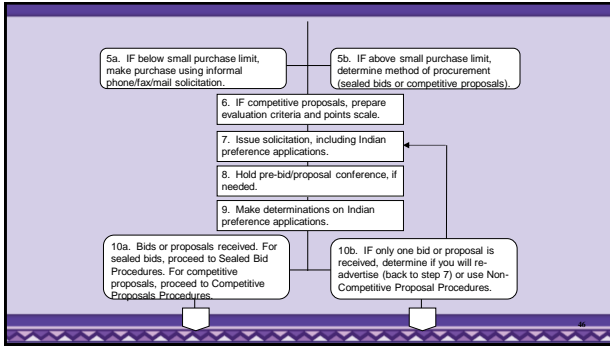 5a. IF below small purchase limit,
make purchase using informal
phone/fax/mail solicitation.
5b. IF above small purchase limit,
determine method of procurement
(sealed bids or competitive proposals).
6. IF competitive proposals, prepare
evaluation criteria and points scale.
7. Issue solicitation, including Indian
preference applications.
8. Hold pre-bid/proposal conference, if
needed.
9. Make determinations on Indian
preference applications.
10a. Bids or proposals received. For
sealed bids, proceed to Sealed Bid
Procedures. For competitive
proposals, proceed to Competitive
Proposals Procedures.
10b. IF only one bid or proposal is
received, determine if you will re-
advertise (back to step 7) or use Non-
Competitive Proposal Procedures.
46